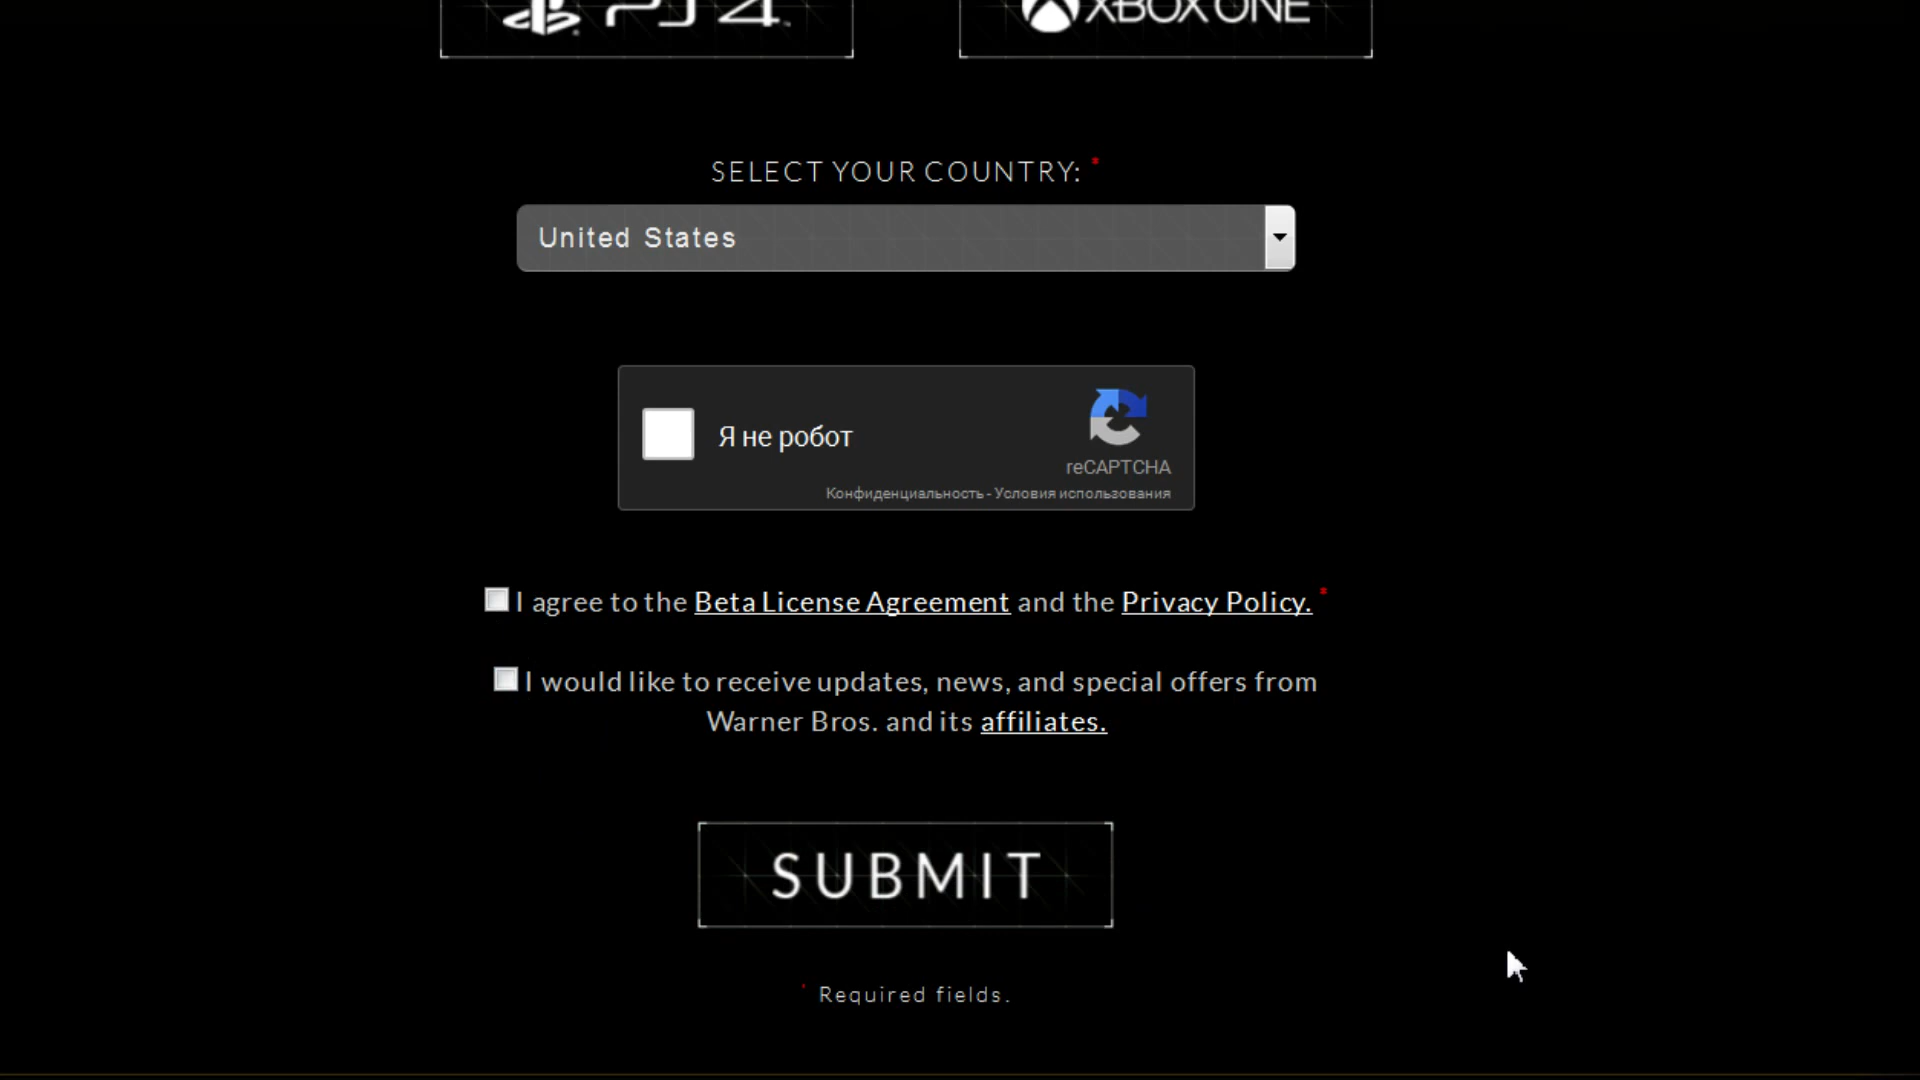 PS4
XBOX ONE
SELECT YOUR COUNTRY: *
United States
Я не робот
reCAPTCHA
Конфиденциальность - Условия использования
I agree to the Beta License Agreement and the Privacy Policy. *
I would like to receive updates, news, and special offers from
Warner Bros. and its affiliates.
SUBMIT
* Required fields.